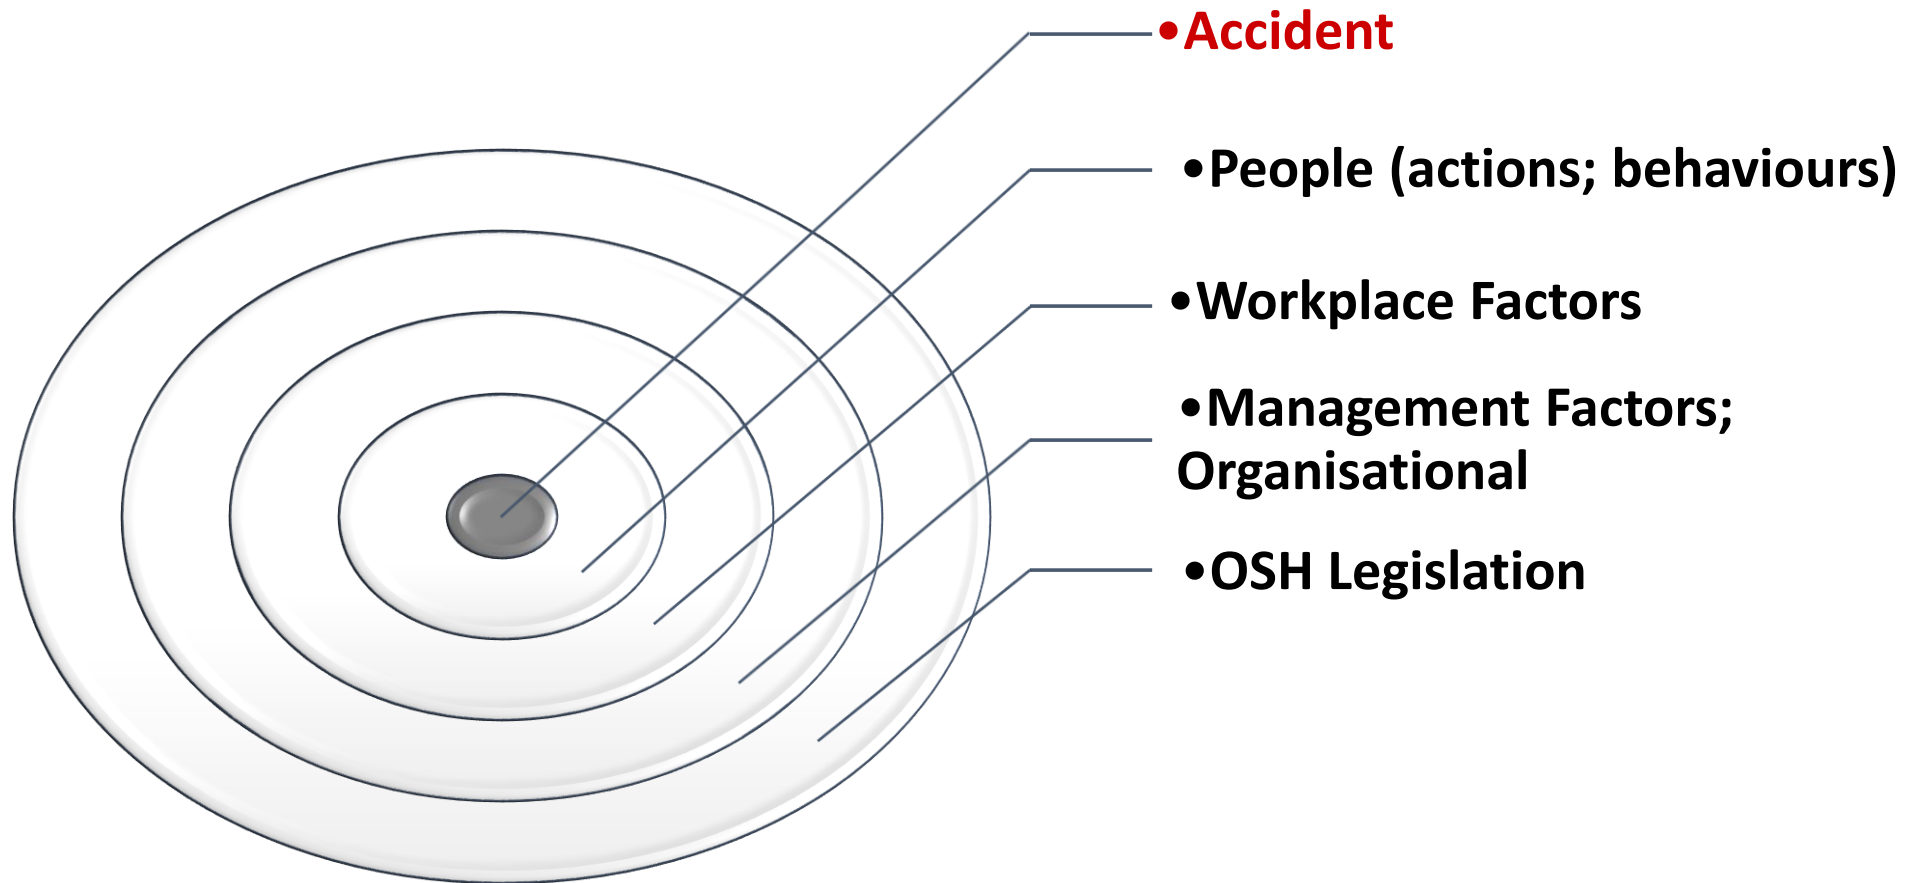 •Accident
•People (actions; behaviours)
•Workplace Factors
•Management Factors;
Organisational
•OSH Legislation